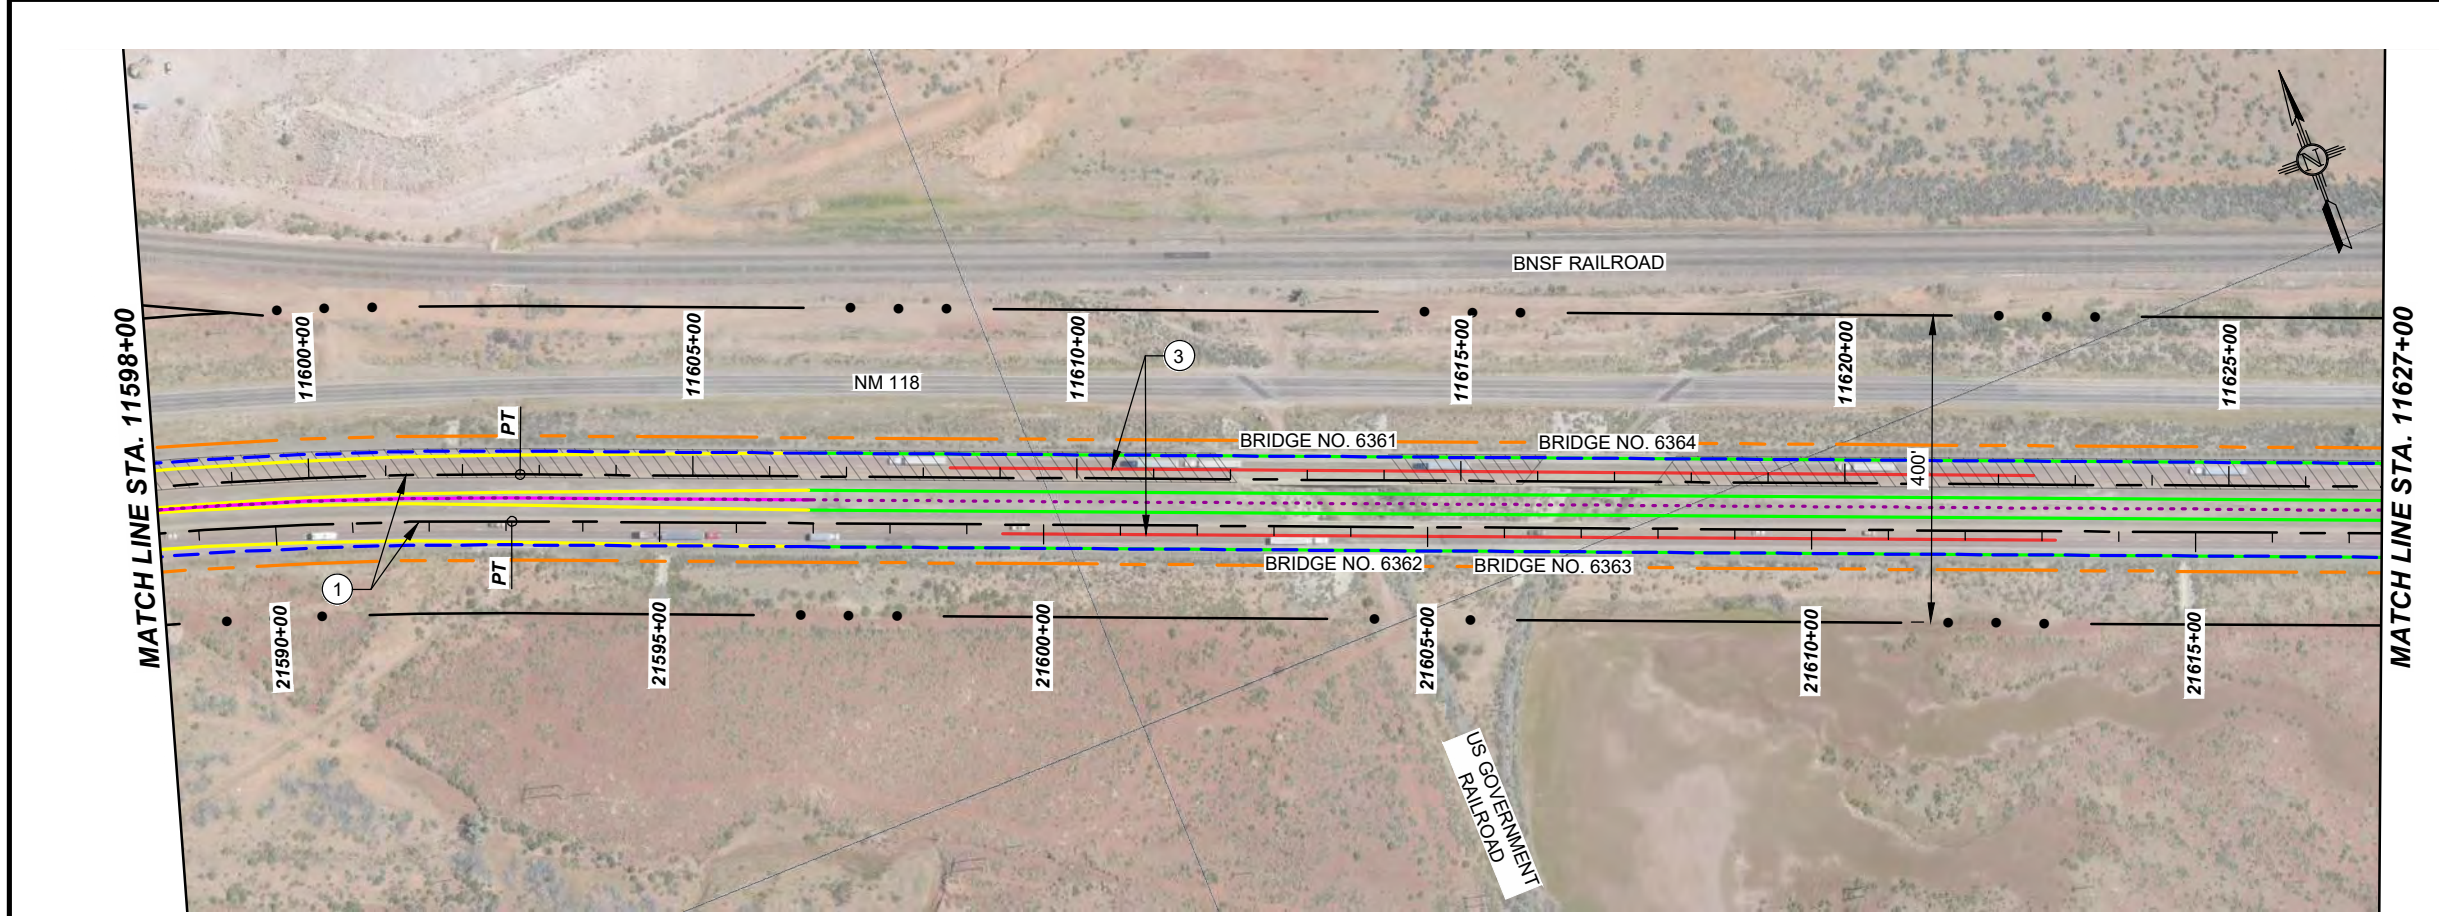 N
BNSF RAILROAD
MATCH LINE STA. 11598+00
11600+00
11605+00
11610+00
11615+00
11620+00
11625+00
MATCH LINE STA. 11627+00
3
NM 118
PT
BRIDGE NO. 6361
BRIDGE NO. 6364
400'
PT
BRIDGE NO. 6362
BRIDGE NO. 6363
1
21590+00
21595+00
21600+00
21605+00
21610+00
21615+00
US GOVERNMENT
RAILROAD